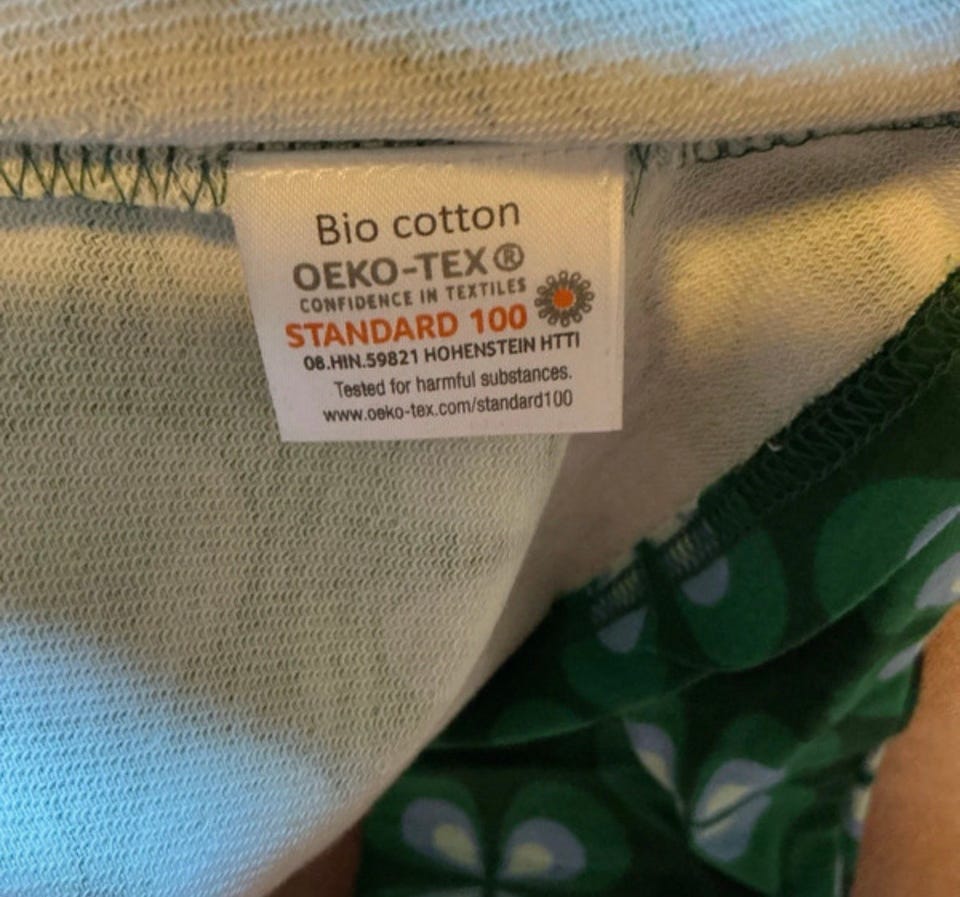 Bio cotton
OEKO-TEX®
CONFIDENCE IN TEXTILES
STANDARD 100
08.HIN.59821 HOHENSTEIN HTTI
Tested for harmful substances.
www.oeko-tex.com/standard100